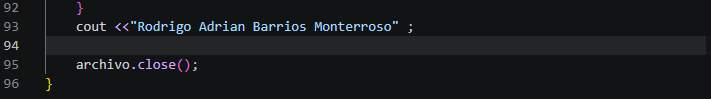 92 }
93 cout <<"Rodrigo Adrian Barrios Monterroso" ;
94
95 archivo.close();
96 }